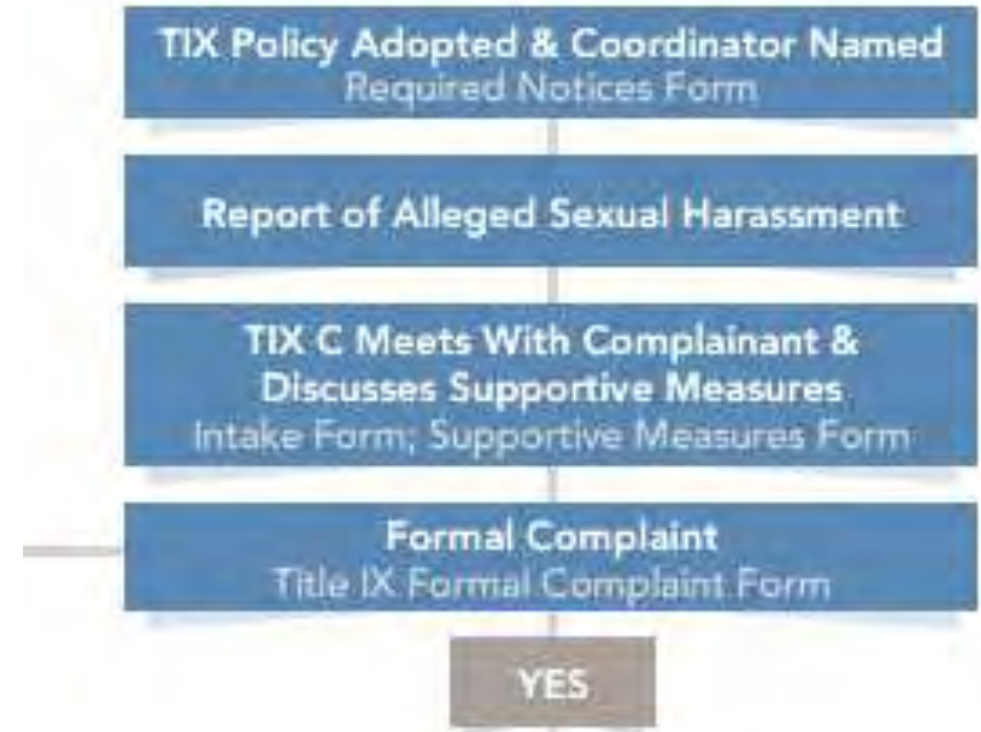 TIX Policy Adopted & Coordinator Named
Required Notices Form
Report of Alleged Sexual Harassment
TIX C Meets With Complainant &
Discusses Supportive Measures
Intake Form; Supportive Measures Form
Formal Complaint
Title IX Formal Complaint Form
YES